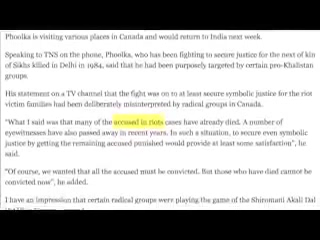 Phoolka is visiting various places in Canada and would return to India next week.
Speaking to TNS on the phone, Phoolka, who has been fighting to secure justice for the next of kin
of Sikhs killed in Delhi in 1984, said that he had been purposely targeted by certain pro-Khalistan
groups.
His statement on a TV channel that the fight was on to at least secure symbolic justice for the riot
victim families had been deliberately misinterpreted by radical groups in Canada.
"What I said was that many of the accused in riots cases have already died. A number of
eyewitnesses have also passed away in recent years. In such a situation, to secure even symbolic
justice by getting the remaining accused punished would provide at least some satisfaction", he
said.
"Of course, we wanted that all the accused must be convicted. But those who have died cannot be
convicted now", he added.
I have an impression that certain radical groups were playing the game of the Shiromani Akali Dal